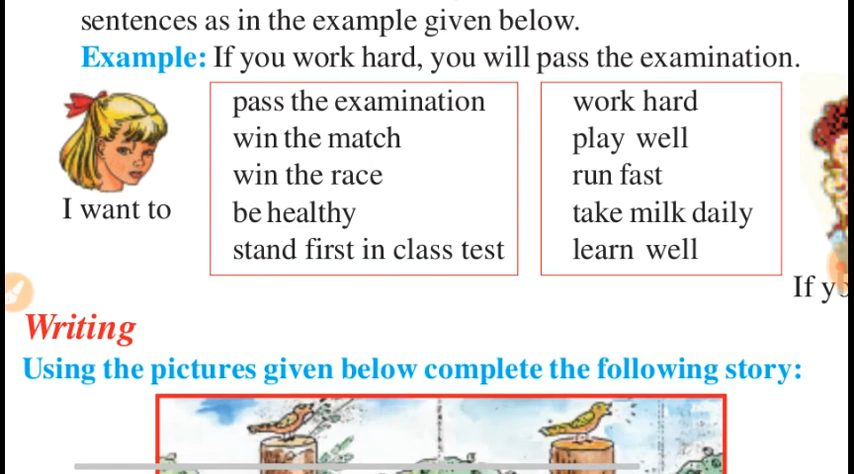 sentences as in the example given below.
Example: If you work hard, you will pass the examination.
I want to
pass the examination
win the match
win the race
be healthy
stand first in class test
work hard
play well
run fast
take milk daily
learn well
If
Writing
Using the pictures given below complete the following story: